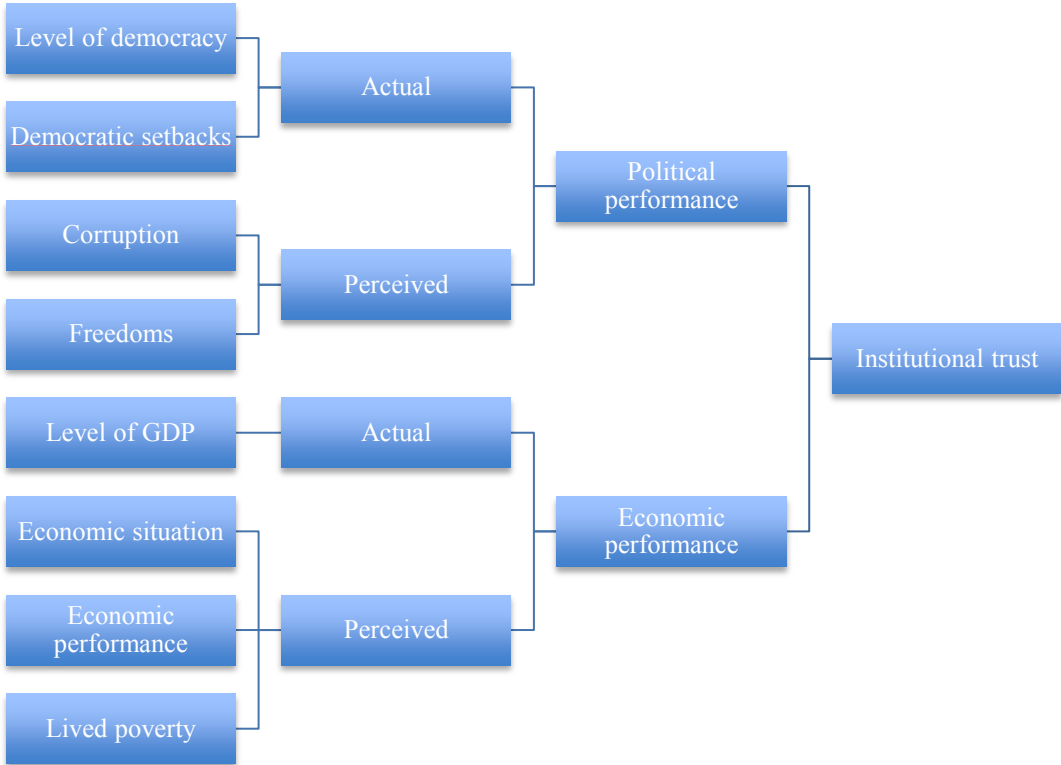 Level of democracy
Democratic setbacks
Corruption
Freedoms
Level of GDP
Economic situation
Economic
performance
Lived poverty
Actual
Perceived
Actual
Perceived
Political
performance
Economic
performance
Institutional trust